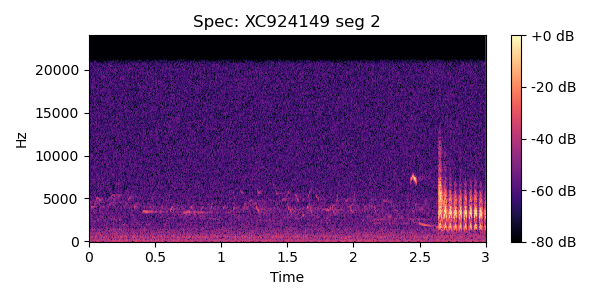 Spec: XC924149 seg 2
+0 dB
20000
-20 dB
15000
Hz
-40 dB
10000
-60 dB
5000
0
-80 dB
0 0.5 1 1.5 2 2.5 3
Time